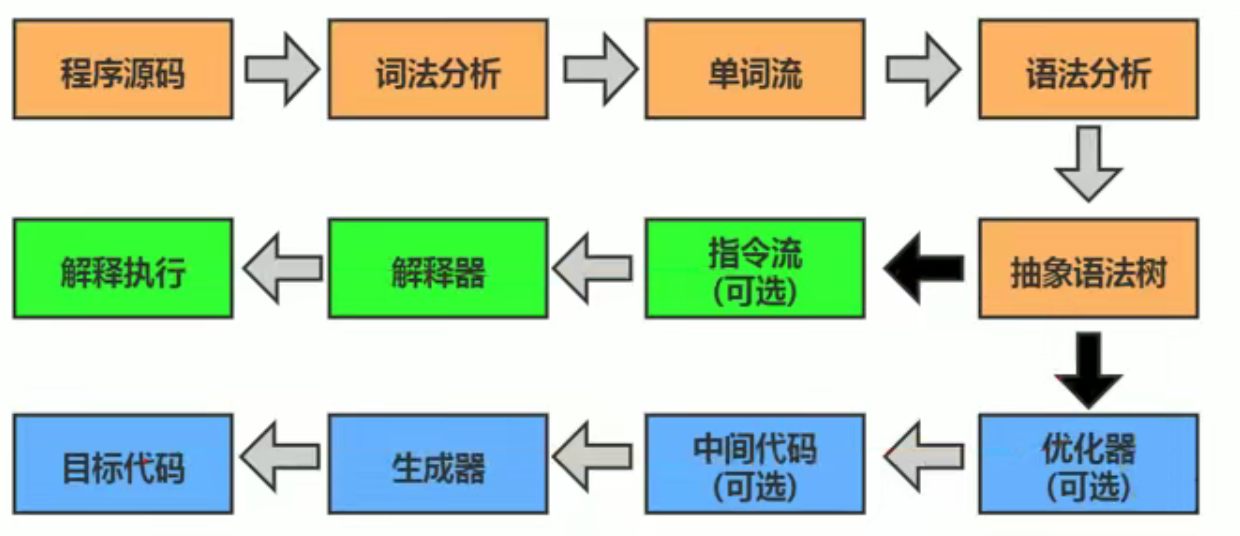 程序源码
词法分析
单词流
语法分析
解释执行
解释器
指令流
(可选)
抽象语法树
目标代码
生成器
中间代码
(可选)
优化器
(可选)